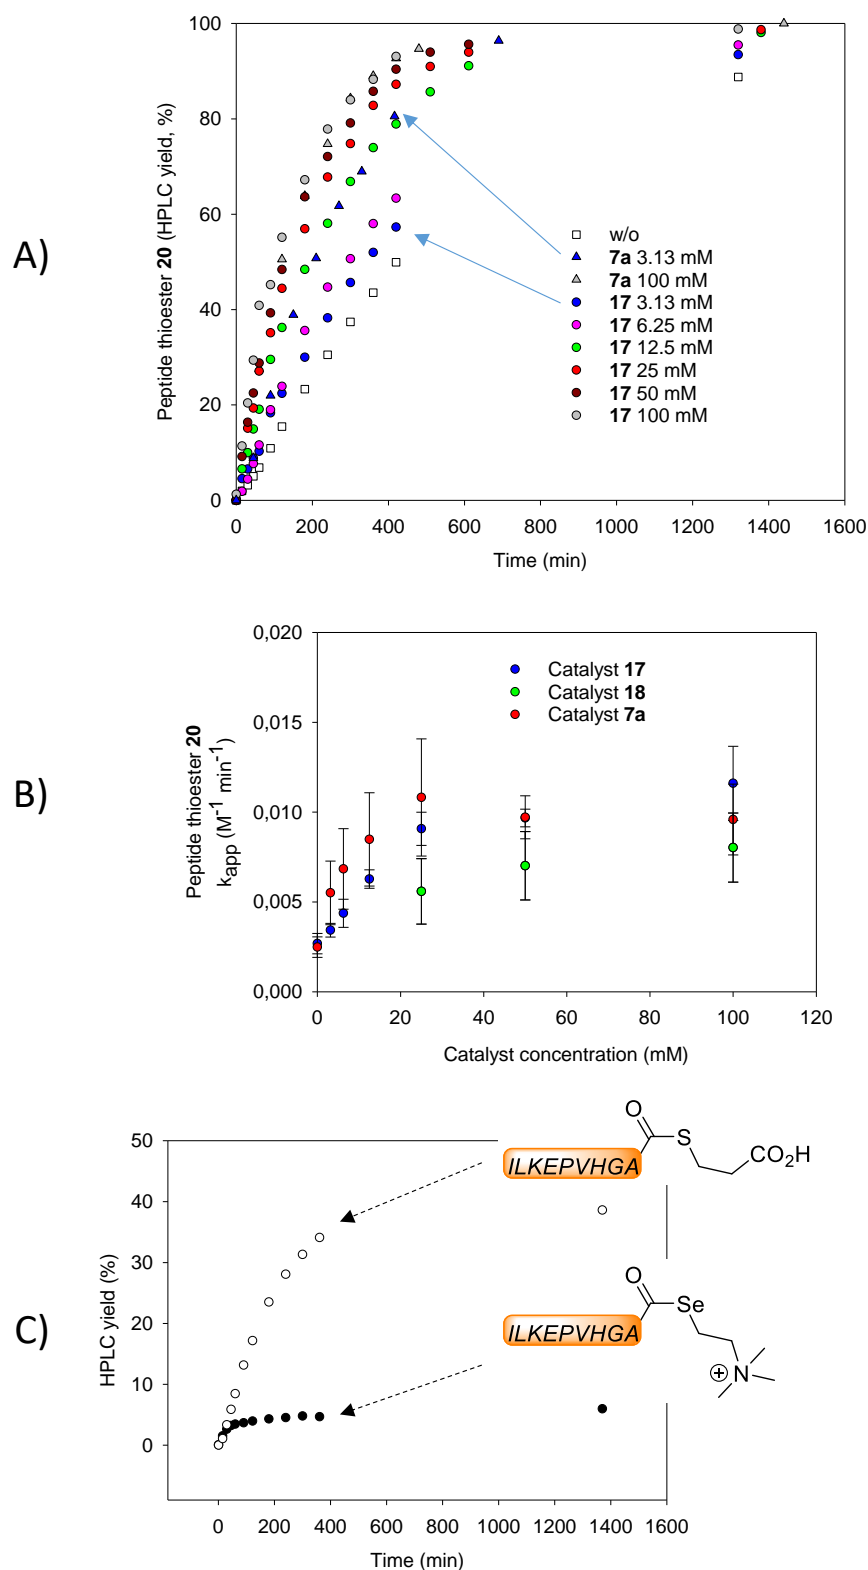 A)
Peptide thioester 20 (HPLC yield, %)
100
80
60
40
20
0
w/o
7a 3.13 mM
7a 100 mM
17 3.13 mM
17 6.25 mM
17 12.5 mM
17 25 mM
17 50 mM
17 100 mM
0 200 400 600 800 1000 1200 1400 1600
Time (min)
B)
Peptide thioester 20
kapp (M-1 min-1)
0,020
0,015
0,010
0,005
0,000
Catalyst 17
Catalyst 18
Catalyst 7a
0 20 40 60 80 100 120
Catalyst concentration (mM)
C)
HPLC yield (%)
50
40
30
20
10
0
O
S
CO2H
ILKEPVHGA
O
Se
ILKEPVHGA
N
+
0 200 400 600 800 1000 1200 1400 1600
Time (min)